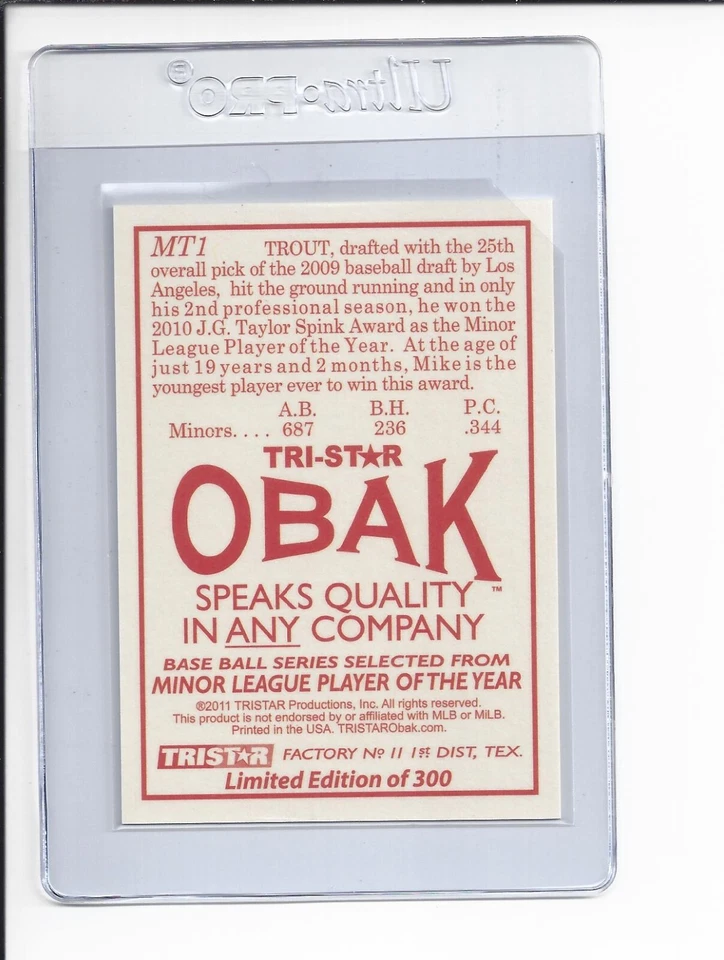 Ultra•PRO®
MT1 TROUT, drafted with the 25th
overall pick of the 2009 baseball draft by Los
Angeles, hit the ground running and in only
his 2nd professional season, he won the
2010 J.G. Taylor Spink Award as the Minor
League Player of the Year. At the age of
just 19 years and 2 months, Mike is the
youngest player ever to win this award.
A.B. B.H. P.C.
Minors.... 687 236 .344
TRI-ST★R
OBAK
SPEAKS QUALITY™
IN ANY COMPANY
BASE BALL SERIES SELECTED FROM
MINOR LEAGUE PLAYER OF THE YEAR
®2011 TRISTAR Productions, Inc. All rights reserved.
This product is not endorsed by or affiliated with MLB or MiLB.
Printed in the USA. TRISTARObak.com.
TRIST★R FACTORY Nº 11 1st DIST, TEX.
Limited Edition of 300